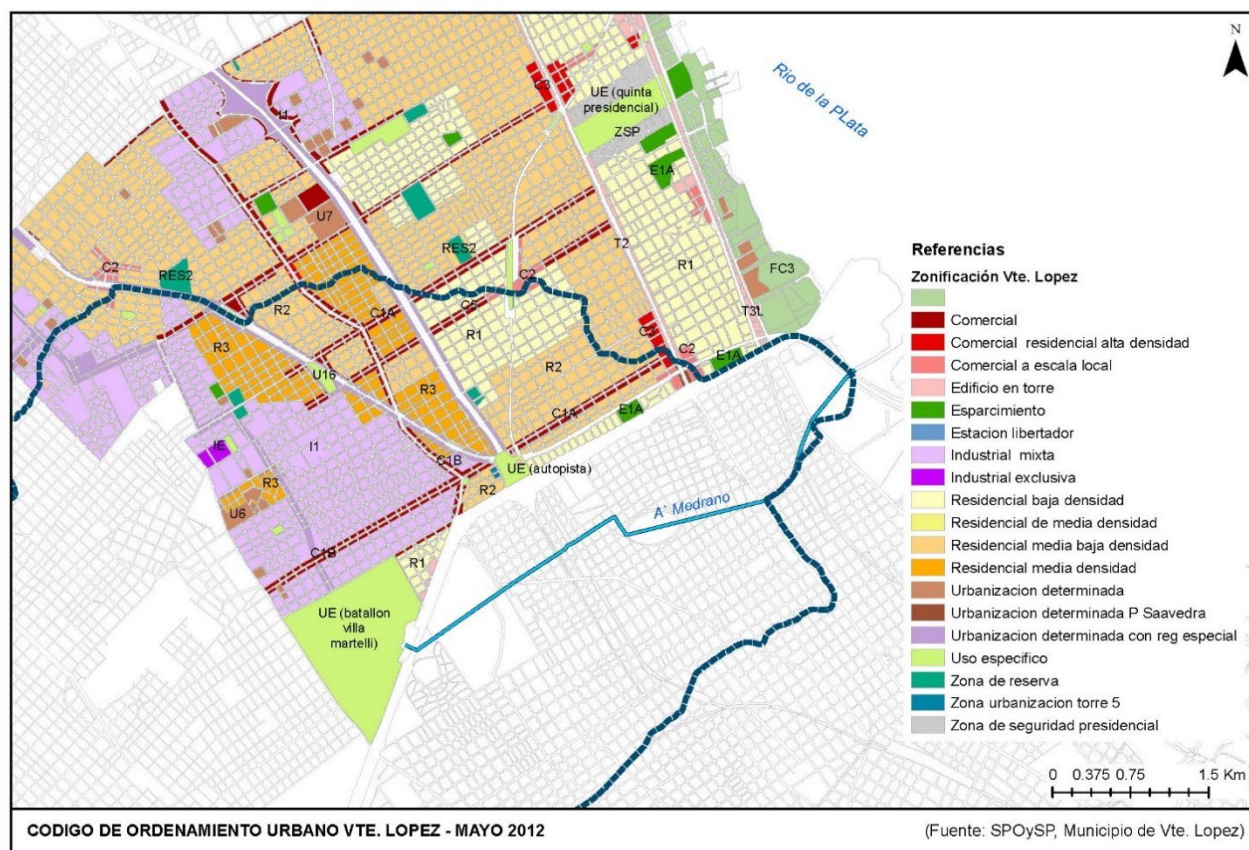 N
Rio de la PLata
C3
UE (quinta
presidencial)
ZSP
I1
E1A
U7
T2
RES2
R1
FC3
C2
RES2
C2
R2
C1A
C5
R1
T3L
R3
C3
C2
E1A
R2
U16
R3
C1A
E1A
IE
I1
C1B
UE (autopista)
R3
R2
U6
A° Medrano
C1B
R1
UE (batallon
villa
martelli)
Referencias
Zonificación Vte. Lopez
Comercial
Comercial residencial alta densidad
Comercial a escala local
Edificio en torre
Esparcimiento
Estacion libertador
Industrial mixta
Industrial exclusiva
Residencial baja densidad
Residencial de media densidad
Residencial media baja densidad
Residencial media densidad
Urbanizacion determinada
Urbanizacion determinada P Saavedra
Urbanizacion determinada con reg especial
Uso especifico
Zona de reserva
Zona urbanizacion torre 5
Zona de seguridad presidencial
0 0.375 0.75 1.5 Km
CODIGO DE ORDENAMIENTO URBANO VTE. LOPEZ - MAYO 2012
(Fuente: SPOySP, Municipio de Vte. Lopez)